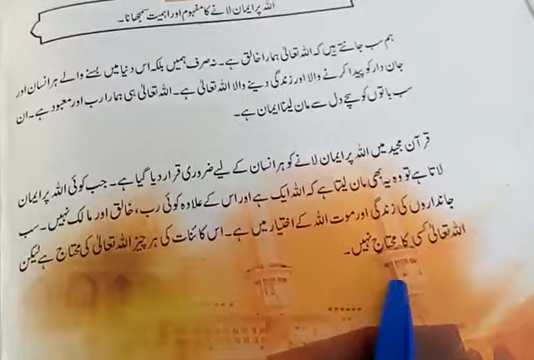 اللہ پر ایمان لانے کا مفہوم اور اہمیت سمجھانا۔
ہم سب جانتے ہیں کہ اللہ تعالیٰ ہمارا خالق ہے۔ نہ صرف ہمیں بلکہ اس دنیا میں بسنے والے ہر انسان اور
جان دار کو پیدا کرنے والا اور زندگی دینے والا اللہ تعالیٰ ہے۔ اللہ تعالیٰ ہی ہمارا رب اور معبود ہے۔ ان
سب باتوں کو سچے دل سے مان لینا ایمان ہے۔
قرآن مجید میں اللہ پر ایمان لانے کو ہر انسان کے لیے ضروری قرار دیا گیا ہے۔ جب کوئی اللہ پر ایمان
لاتا ہے تو وہ یہ بھی مان لیتا ہے کہ اللہ ایک ہے اور اس کے علاوہ کوئی رب، خالق اور مالک نہیں۔ سب
جانداروں کی زندگی اور موت اللہ کے اختیار میں ہے۔ اس کائنات کی ہر چیز اللہ تعالیٰ کی محتاج ہے لیکن
اللہ تعالیٰ کسی کا محتاج نہیں۔